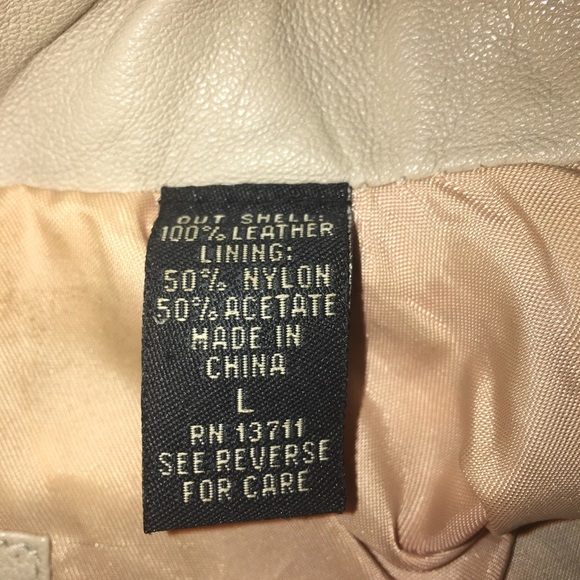 OUT SHELL:
100% LEATHER
LINING:
50% NYLON
50% ACETATE
MADE IN
CHINA
L
RN 13711
SEE REVERSE
FOR CARE